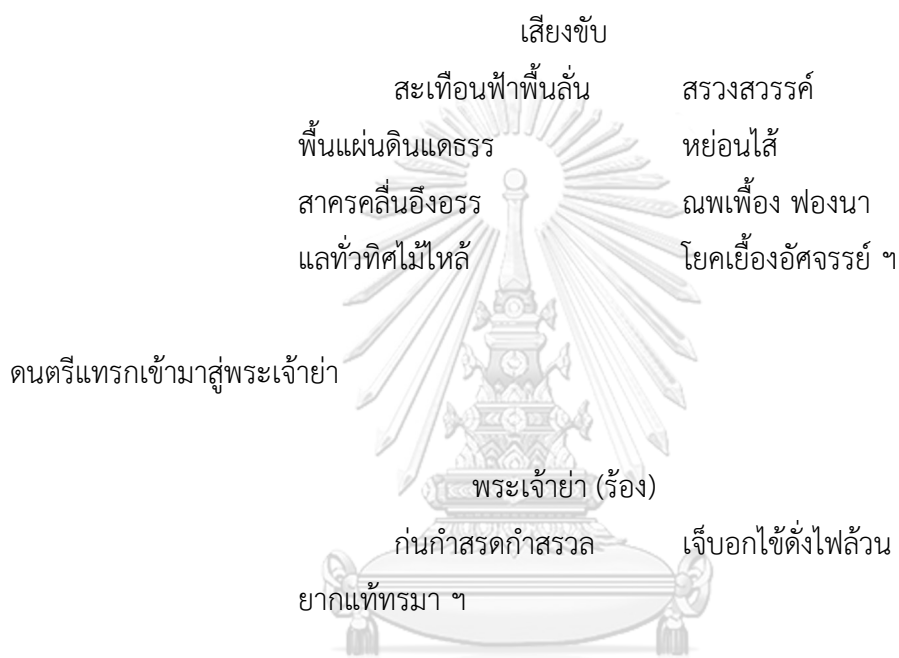 เสียงขับ
สะเทือนฟ้าพื้นลั่น สรวงสวรรค์
พื้นแผ่นดินแดธรร หย่อนไส้
สาครคลื่นอึงอรร ณพเพื้อง ฟองนา
แลทั่วทิศไม้ไหล้ โยคเยื้องอัศจรรย์ ฯ
ดนตรีแทรกเข้ามาสู่พระเจ้าย่า
พระเจ้าย่า (ร้อง)
ก่นกำสรดกำสรวล เจ็บอกไข้ดั่งไฟล้วน
ยากแท้ทรมา ฯ